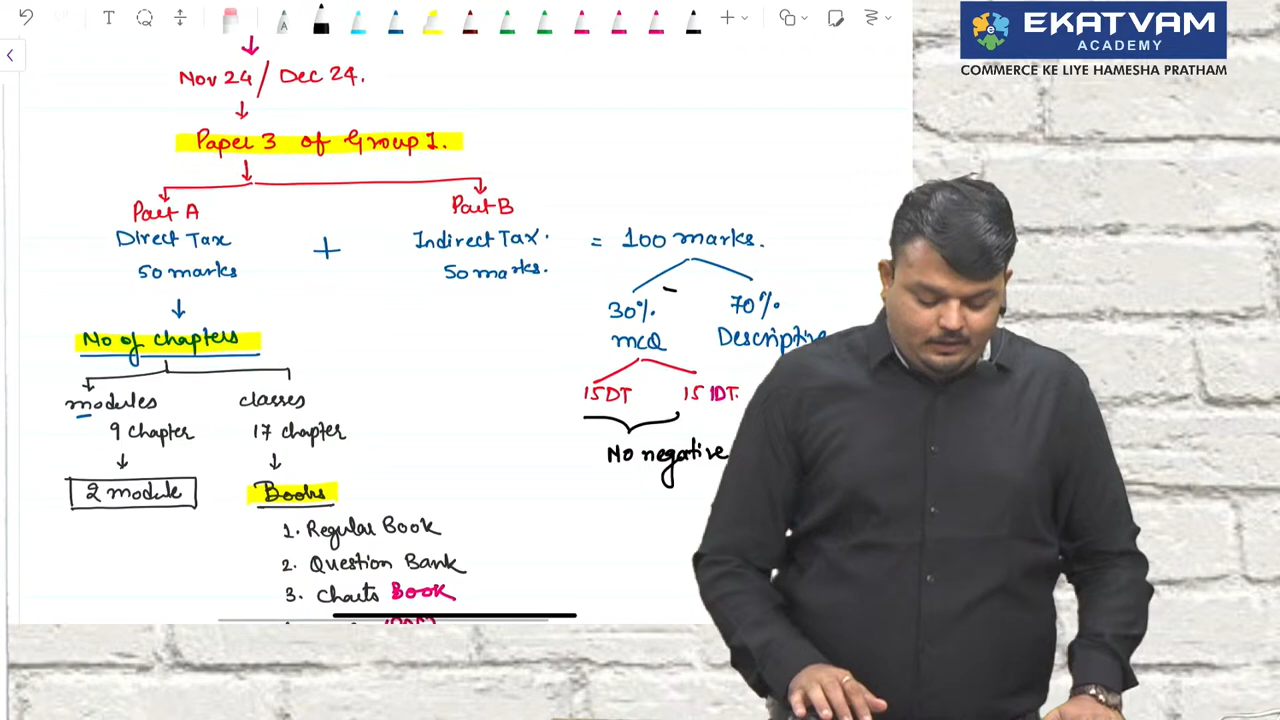 EKATVAM
ACADEMY
COMMERCE KE LIYE HAMESHA PRATHAM
Nov 24 / Dec 24.
Paper 3 of Group 1.
Part A
Part B
Direct Tax + Indirect Tax. = 100 marks.
50 marks
50 marks.
30% 70%
mcq Descriptive
No of chapters
15 DT 15 IDT.
modules classes
9 chapter 17 chapter
No negative
2 module Books
1. Regular Book
2. Question Bank
3. Charts Book